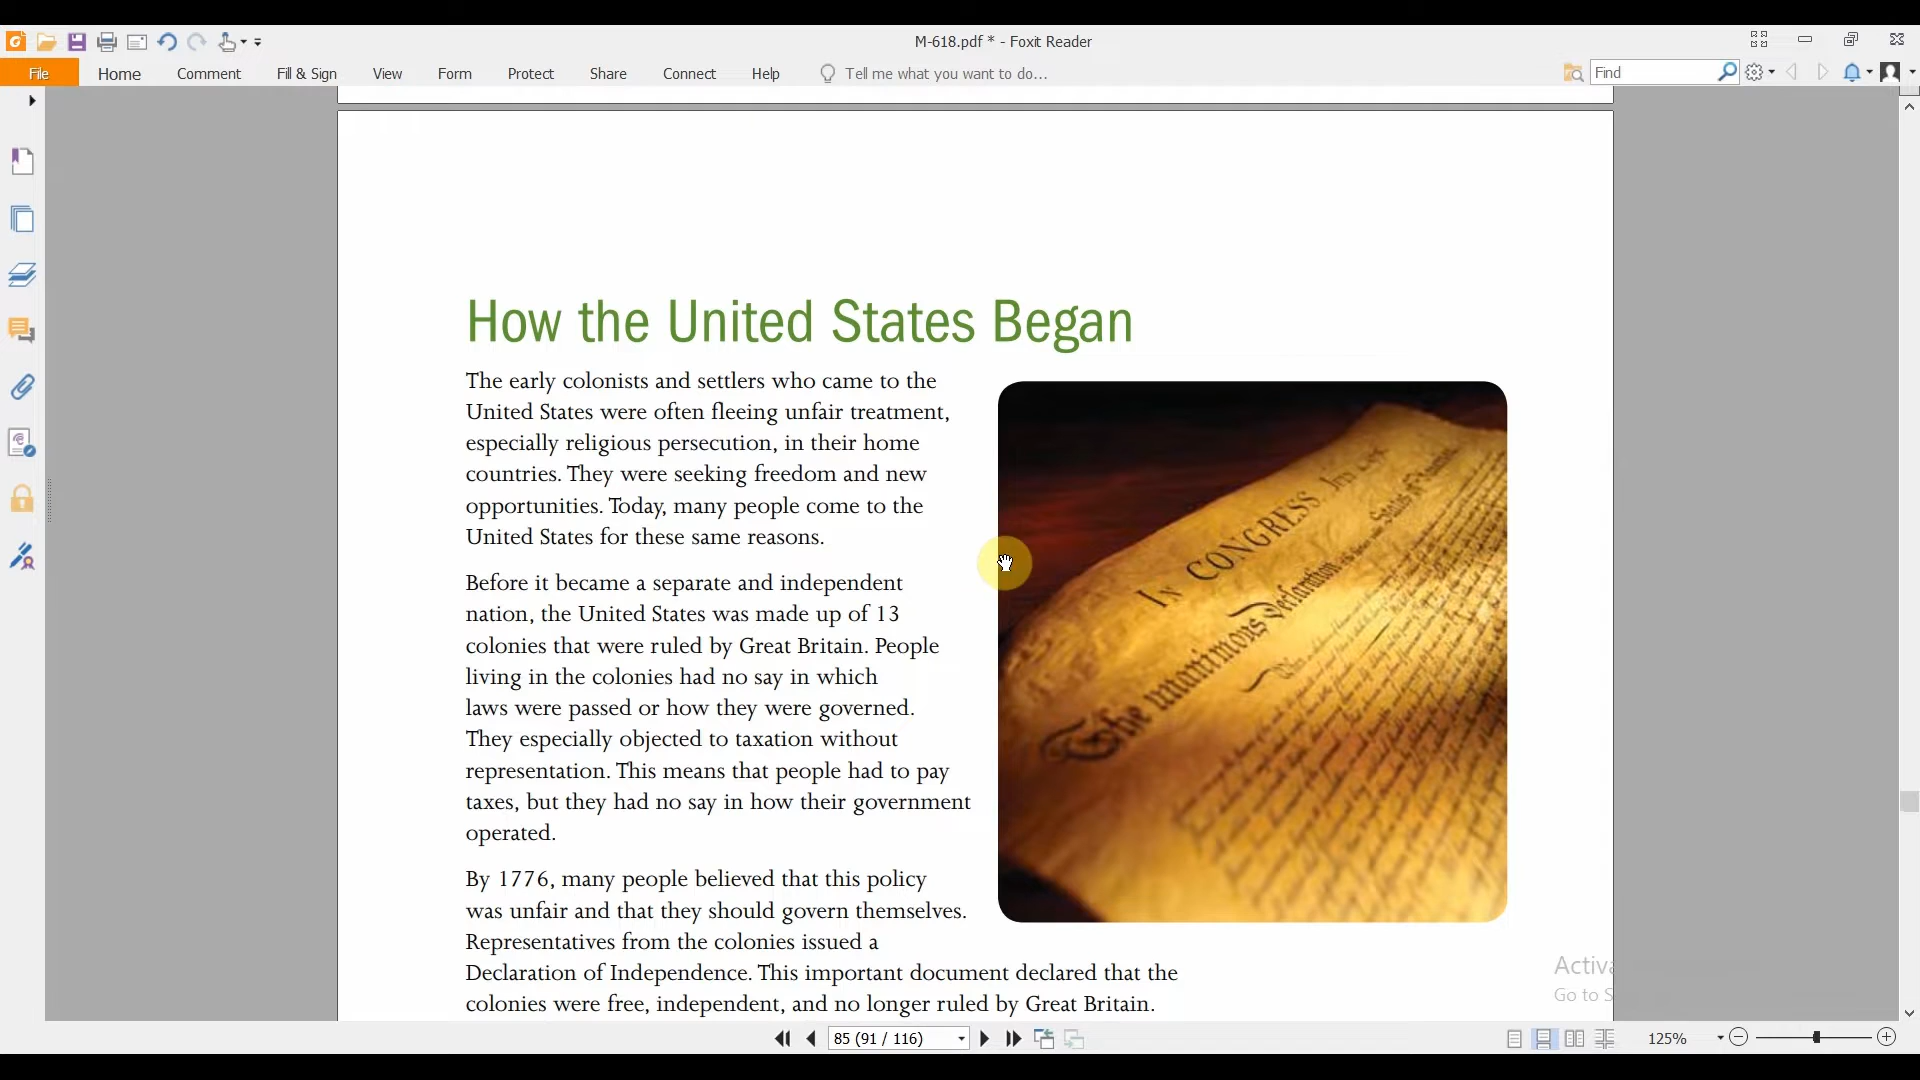 M-618.pdf * - Foxit Reader
File Home Comment Fill & Sign View Form Protect Share Connect Help Tell me what you want to do... Find
How the United States Began
The early colonists and settlers who came to the
United States were often fleeing unfair treatment,
especially religious persecution, in their home
countries. They were seeking freedom and new
opportunities. Today, many people come to the
United States for these same reasons.
Before it became a separate and independent
nation, the United States was made up of 13
colonies that were ruled by Great Britain. People
living in the colonies had no say in which
laws were passed or how they were governed.
They especially objected to taxation without
representation. This means that people had to pay
taxes, but they had no say in how their government
operated.
By 1776, many people believed that this policy
was unfair and that they should govern themselves.
Representatives from the colonies issued a
Declaration of Independence. This important document declared that the
colonies were free, independent, and no longer ruled by Great Britain.
In CONGRESS
The unanimous Declaration
States of
Go to
85 (91 / 116)
125%